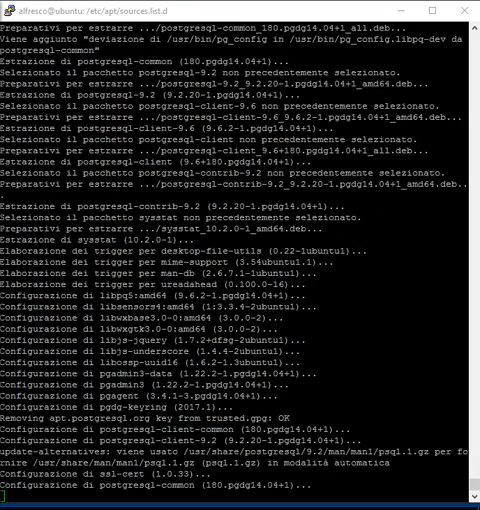 alfresco@ubuntu: /etc/apt/sources.list.d
Preparativi per estrarre .../postgresql-common_180.pgdg14.04+1_all.deb...
Viene aggiunto "deviazione di /usr/bin/pg_config in /usr/bin/pg_config.libpq-dev da
postgresql-common"
Estrazione di postgresql-common (180.pgdg14.04+1)...
Selezionato il pacchetto postgresql-9.2 non precedentemente selezionato.
Preparativi per estrarre .../postgresql-9.2_9.2.20-1.pgdg14.04+1_amd64.deb...
Estrazione di postgresql-9.2 (9.2.20-1.pgdg14.04+1)...
Selezionato il pacchetto postgresql-client-9.6 non precedentemente selezionato.
Preparativi per estrarre .../postgresql-client-9.6_9.6.2-1.pgdg14.04+1_amd64.deb...
Estrazione di postgresql-client-9.6 (9.6.2-1.pgdg14.04+1)...
Selezionato il pacchetto postgresql-client non precedentemente selezionato.
Preparativi per estrarre .../postgresql-client_9.6+180.pgdg14.04+1_all.deb...
Estrazione di postgresql-client (9.6+180.pgdg14.04+1)...
Selezionato il pacchetto postgresql-contrib-9.2 non precedentemente selezionato.
Preparativi per estrarre .../postgresql-contrib-9.2_9.2.20-1.pgdg14.04+1_amd64.deb..
.
Estrazione di postgresql-contrib-9.2 (9.2.20-1.pgdg14.04+1)...
Selezionato il pacchetto sysstat non precedentemente selezionato.
Preparativi per estrarre .../sysstat_10.2.0-1_amd64.deb...
Estrazione di sysstat (10.2.0-1)...
Elaborazione dei trigger per desktop-file-utils (0.22-1ubuntu1)...
Elaborazione dei trigger per mime-support (3.54ubuntu1.1)...
Elaborazione dei trigger per man-db (2.6.7.1-1ubuntu1)...
Elaborazione dei trigger per ureadahead (0.100.0-16)...
Configurazione di libpq5:amd64 (9.6.2-1.pgdg14.04+1)...
Configurazione di libsensors4:amd64 (1:3.3.4-2ubuntu1)...
Configurazione di libwxbase3.0-0:amd64 (3.0.0-2)...
Configurazione di libwxgtk3.0-0:amd64 (3.0.0-2)...
Configurazione di libjs-jquery (1.7.2+dfsg-2ubuntu1)...
Configurazione di libjs-underscore (1.4.4-2ubuntu1)...
Configurazione di libossp-uuid16 (1.6.2-1.3ubuntu1)...
Configurazione di pgadmin3-data (1.22.2-1.pgdg14.04+1)...
Configurazione di pgadmin3 (1.22.2-1.pgdg14.04+1)...
Configurazione di pgagent (3.4.1-3.pgdg14.04+1)...
Configurazione di pgdg-keyring (2017.1)...
Removing apt.postgresql.org key from trusted.gpg: OK
Configurazione di postgresql-client-common (180.pgdg14.04+1)...
Configurazione di postgresql-client-9.2 (9.2.20-1.pgdg14.04+1)...
update-alternatives: viene usato /usr/share/postgresql/9.2/man/man1/psql.1.gz per fo
rnire /usr/share/man/man1/psql.1.gz (psql.1.gz) in modalità automatica
Configurazione di ssl-cert (1.0.33)...
Configurazione di postgresql-common (180.pgdg14.04+1)...